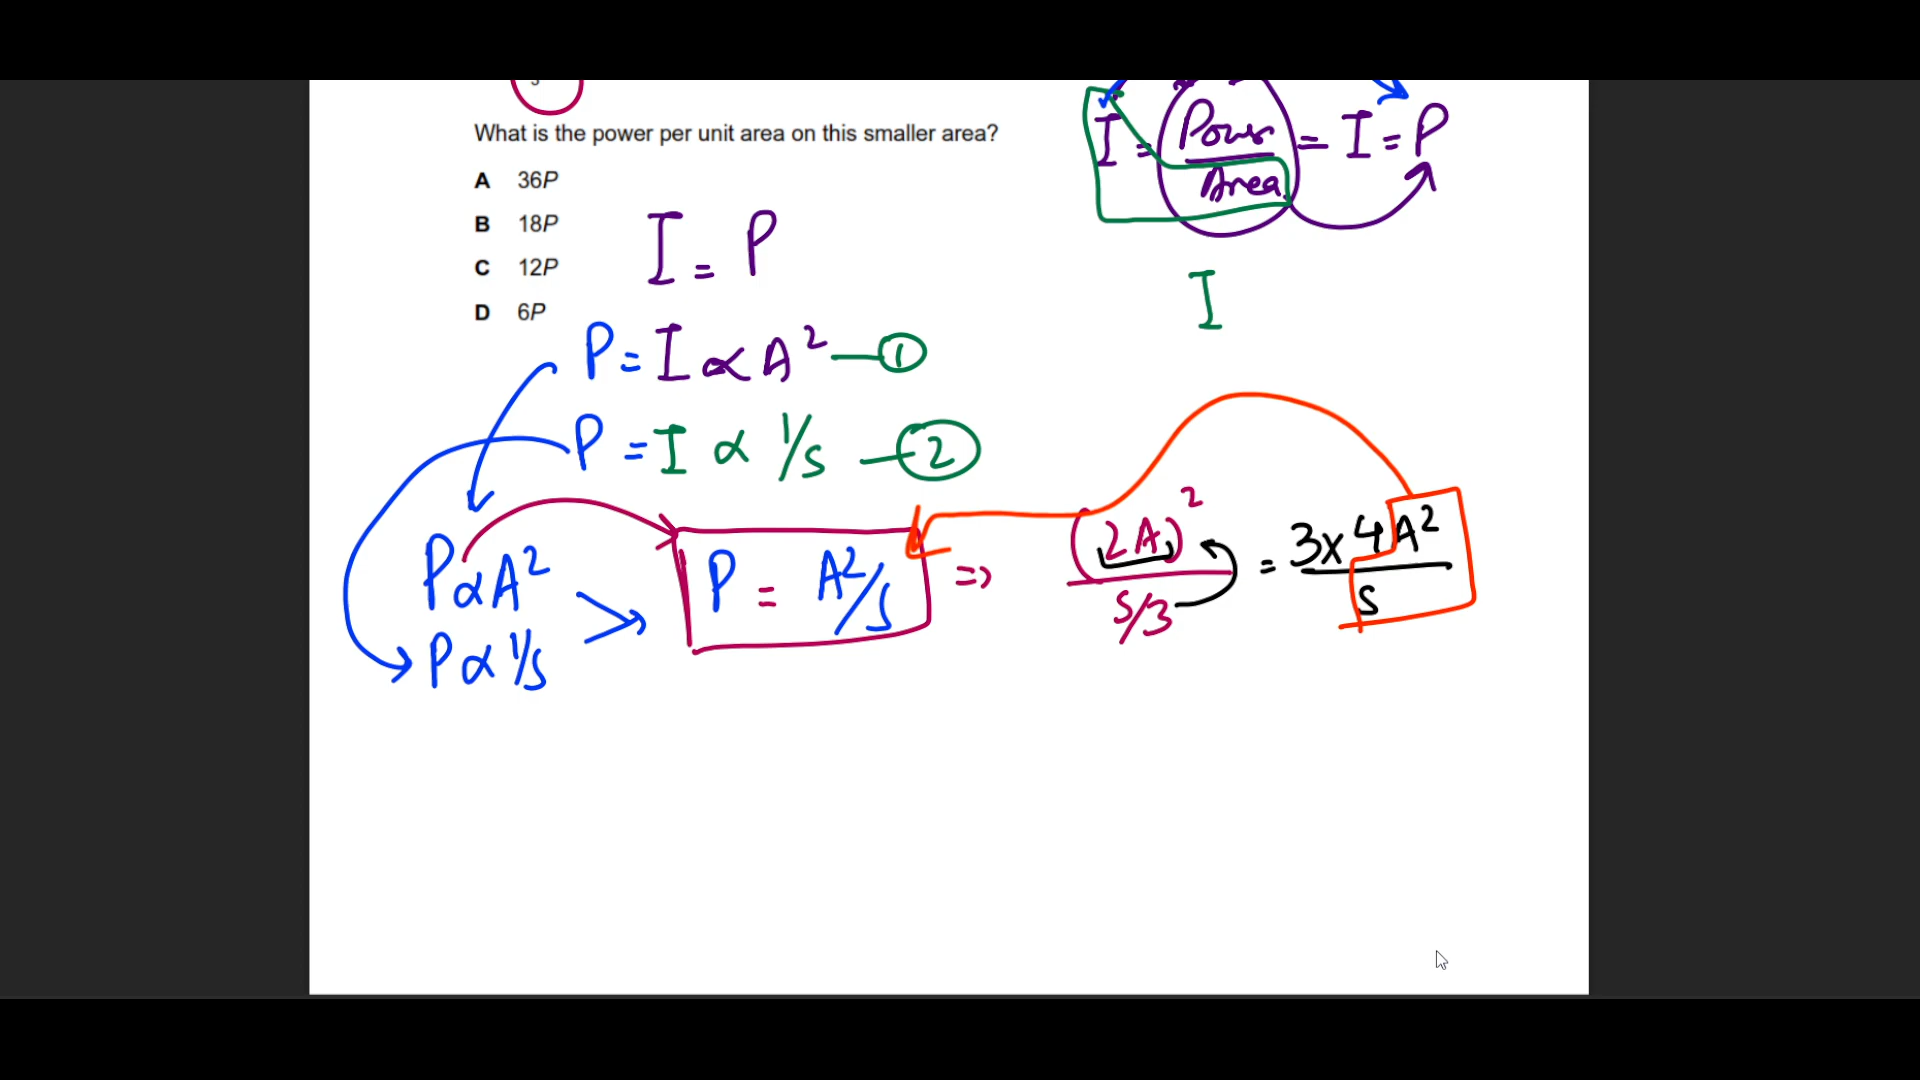 What is the power per unit area on this smaller area?
A 36P
B 18P
C 12P
D 6P
I = Power / Area = I = P
I = P
I
P = I ∝ A² — ①
P = I ∝ 1/s — ②
P ∝ A²
P ∝ 1/s
P = A²/s => (2A)² / s/3 = 3x4A² / s